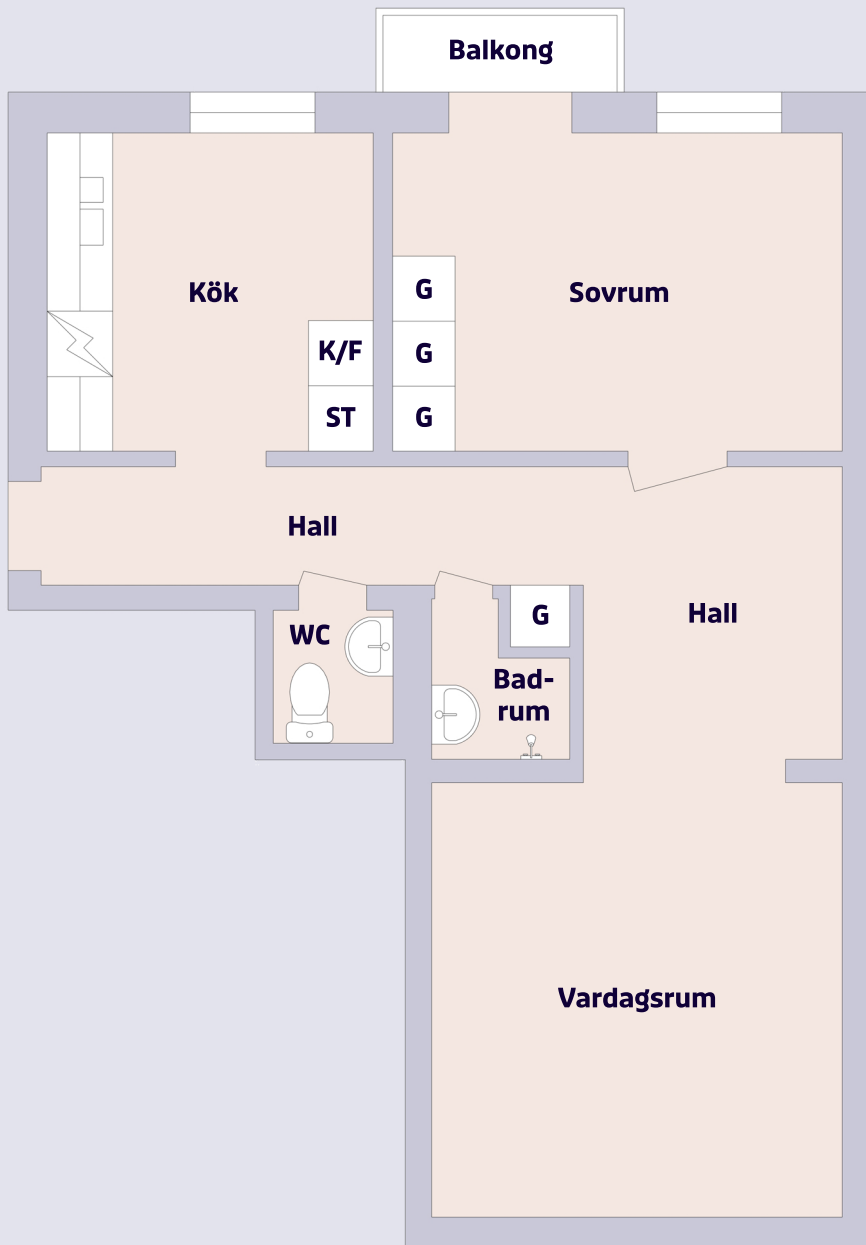 Balkong
Kök
Sovrum
G
K/F
G
ST
G
Hall
WC
G
Hall
Bad-
rum
Vardagsrum